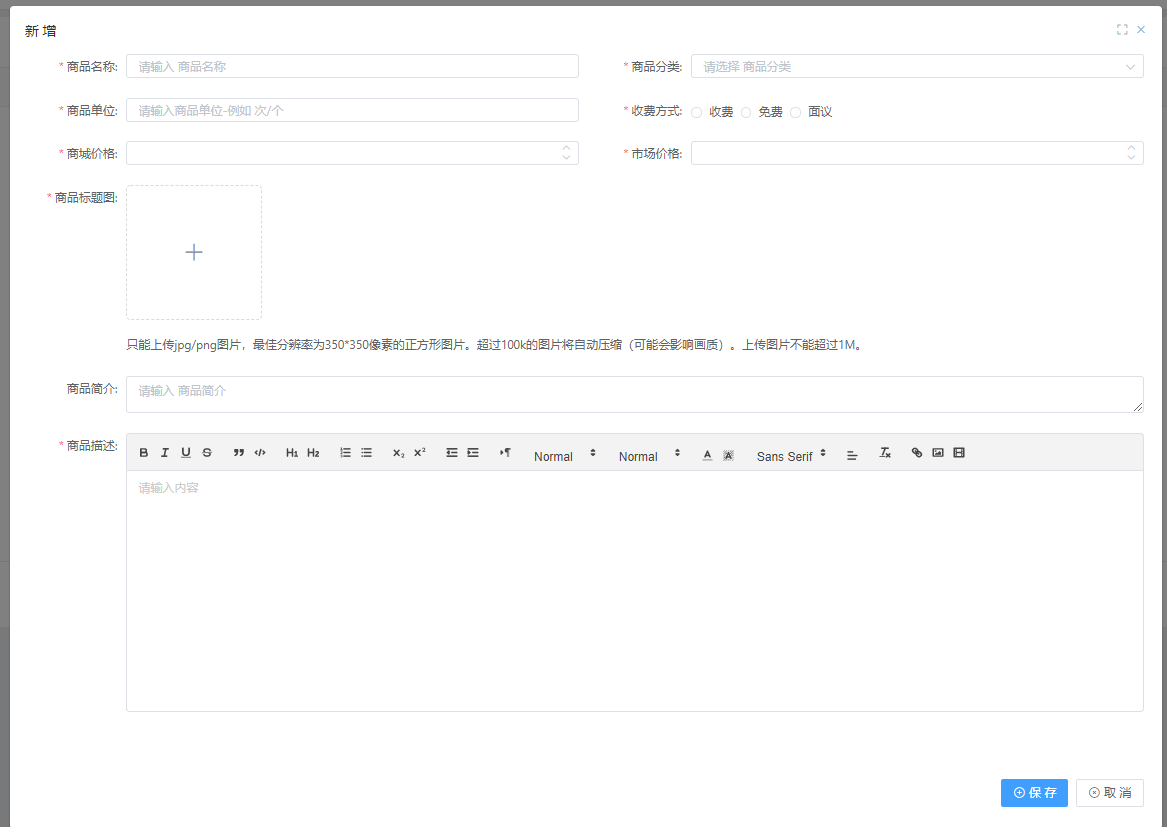 新 增
* 商品名称: 请输入 商品名称
* 商品分类: 请选择 商品分类
* 商品单位: 请输入商品单位-例如 次/个
* 收费方式: 收费 免费 面议
* 商城价格:
* 市场价格:
* 商品标题图:
只能上传jpg/png图片，最佳分辨率为350*350像素的正方形图片。超过100k的图片将自动压缩（可能会影响画质）。上传图片不能超过1M。
商品简介: 请输入 商品简介
* 商品描述: B I U S H1 H2 X2 X2 Normal Normal A A Sans Serif Tx
请输入内容
保 存 取 消